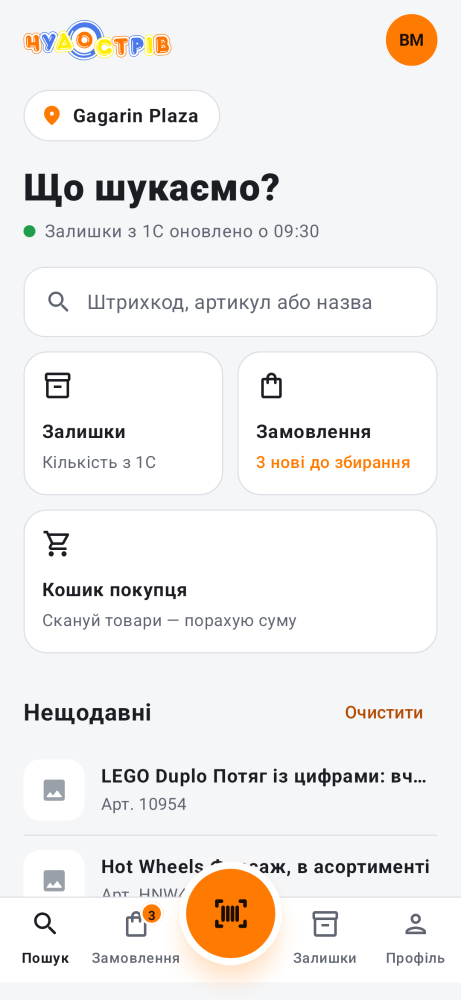 ЧУДОСТРІВ
ВМ
Gagarin Plaza
Що шукаємо?
Залишки з 1С оновлено о 09:30
Штрихкод, артикул або назва
Залишки
Кількість з 1С
Замовлення
3 нові до збирання
Кошик покупця
Скануй товари — порахую суму
Нещодавні
Очистити
LEGO Duplo Потяг із цифрами: вч…
Арт. 10954
Hot Wheels в асортименті
Арт.
3
Пошук
Замовлення
Залишки
Профіль